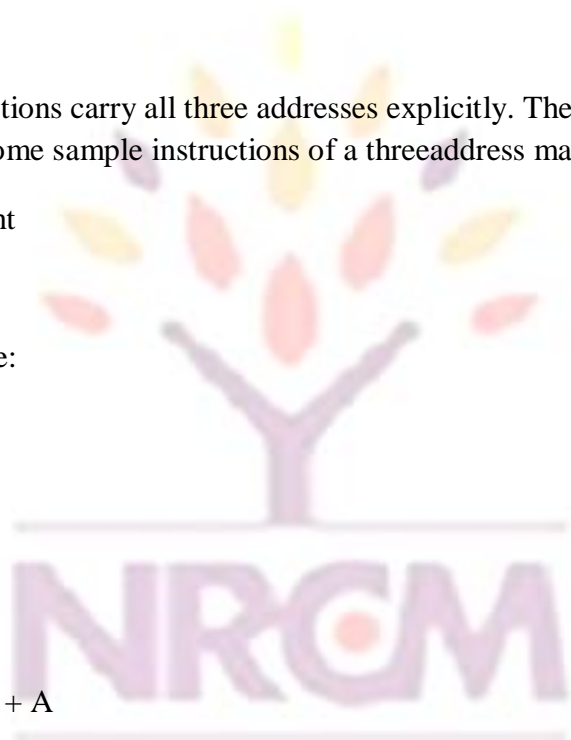 tions carry all three addresses explicitly. The
ome sample instructions of a threeaddress ma
nt
e:
NRCM
+ A